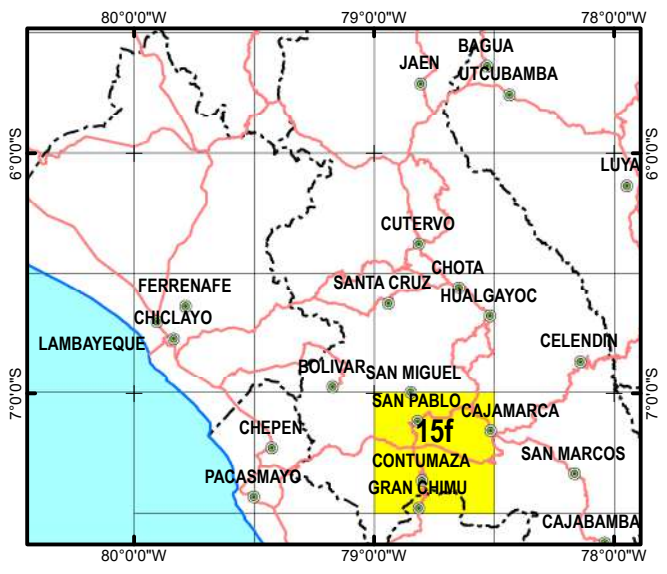 80°0'0"W 79°0'0"W 78°0'0"W
BAGUA
JAEN
UTCUBAMBA
6°0'0"S 6°0'0"S
LUYA
CUTERVO
CHOTA
SANTA CRUZ
HUALGAYOC
FERRENAFE
CHICLAYO
LAMBAYEQUE
CELENDIN
BOLIVAR
SAN MIGUEL
7°0'0"S 7°0'0"S
SAN PABLO
CAJAMARCA
15f
CHEPEN
SAN MARCOS
CONTUMAZA
PACASMAYO
GRAN CHIMU
CAJABAMBA
80°0'0"W 79°0'0"W 78°0'0"W